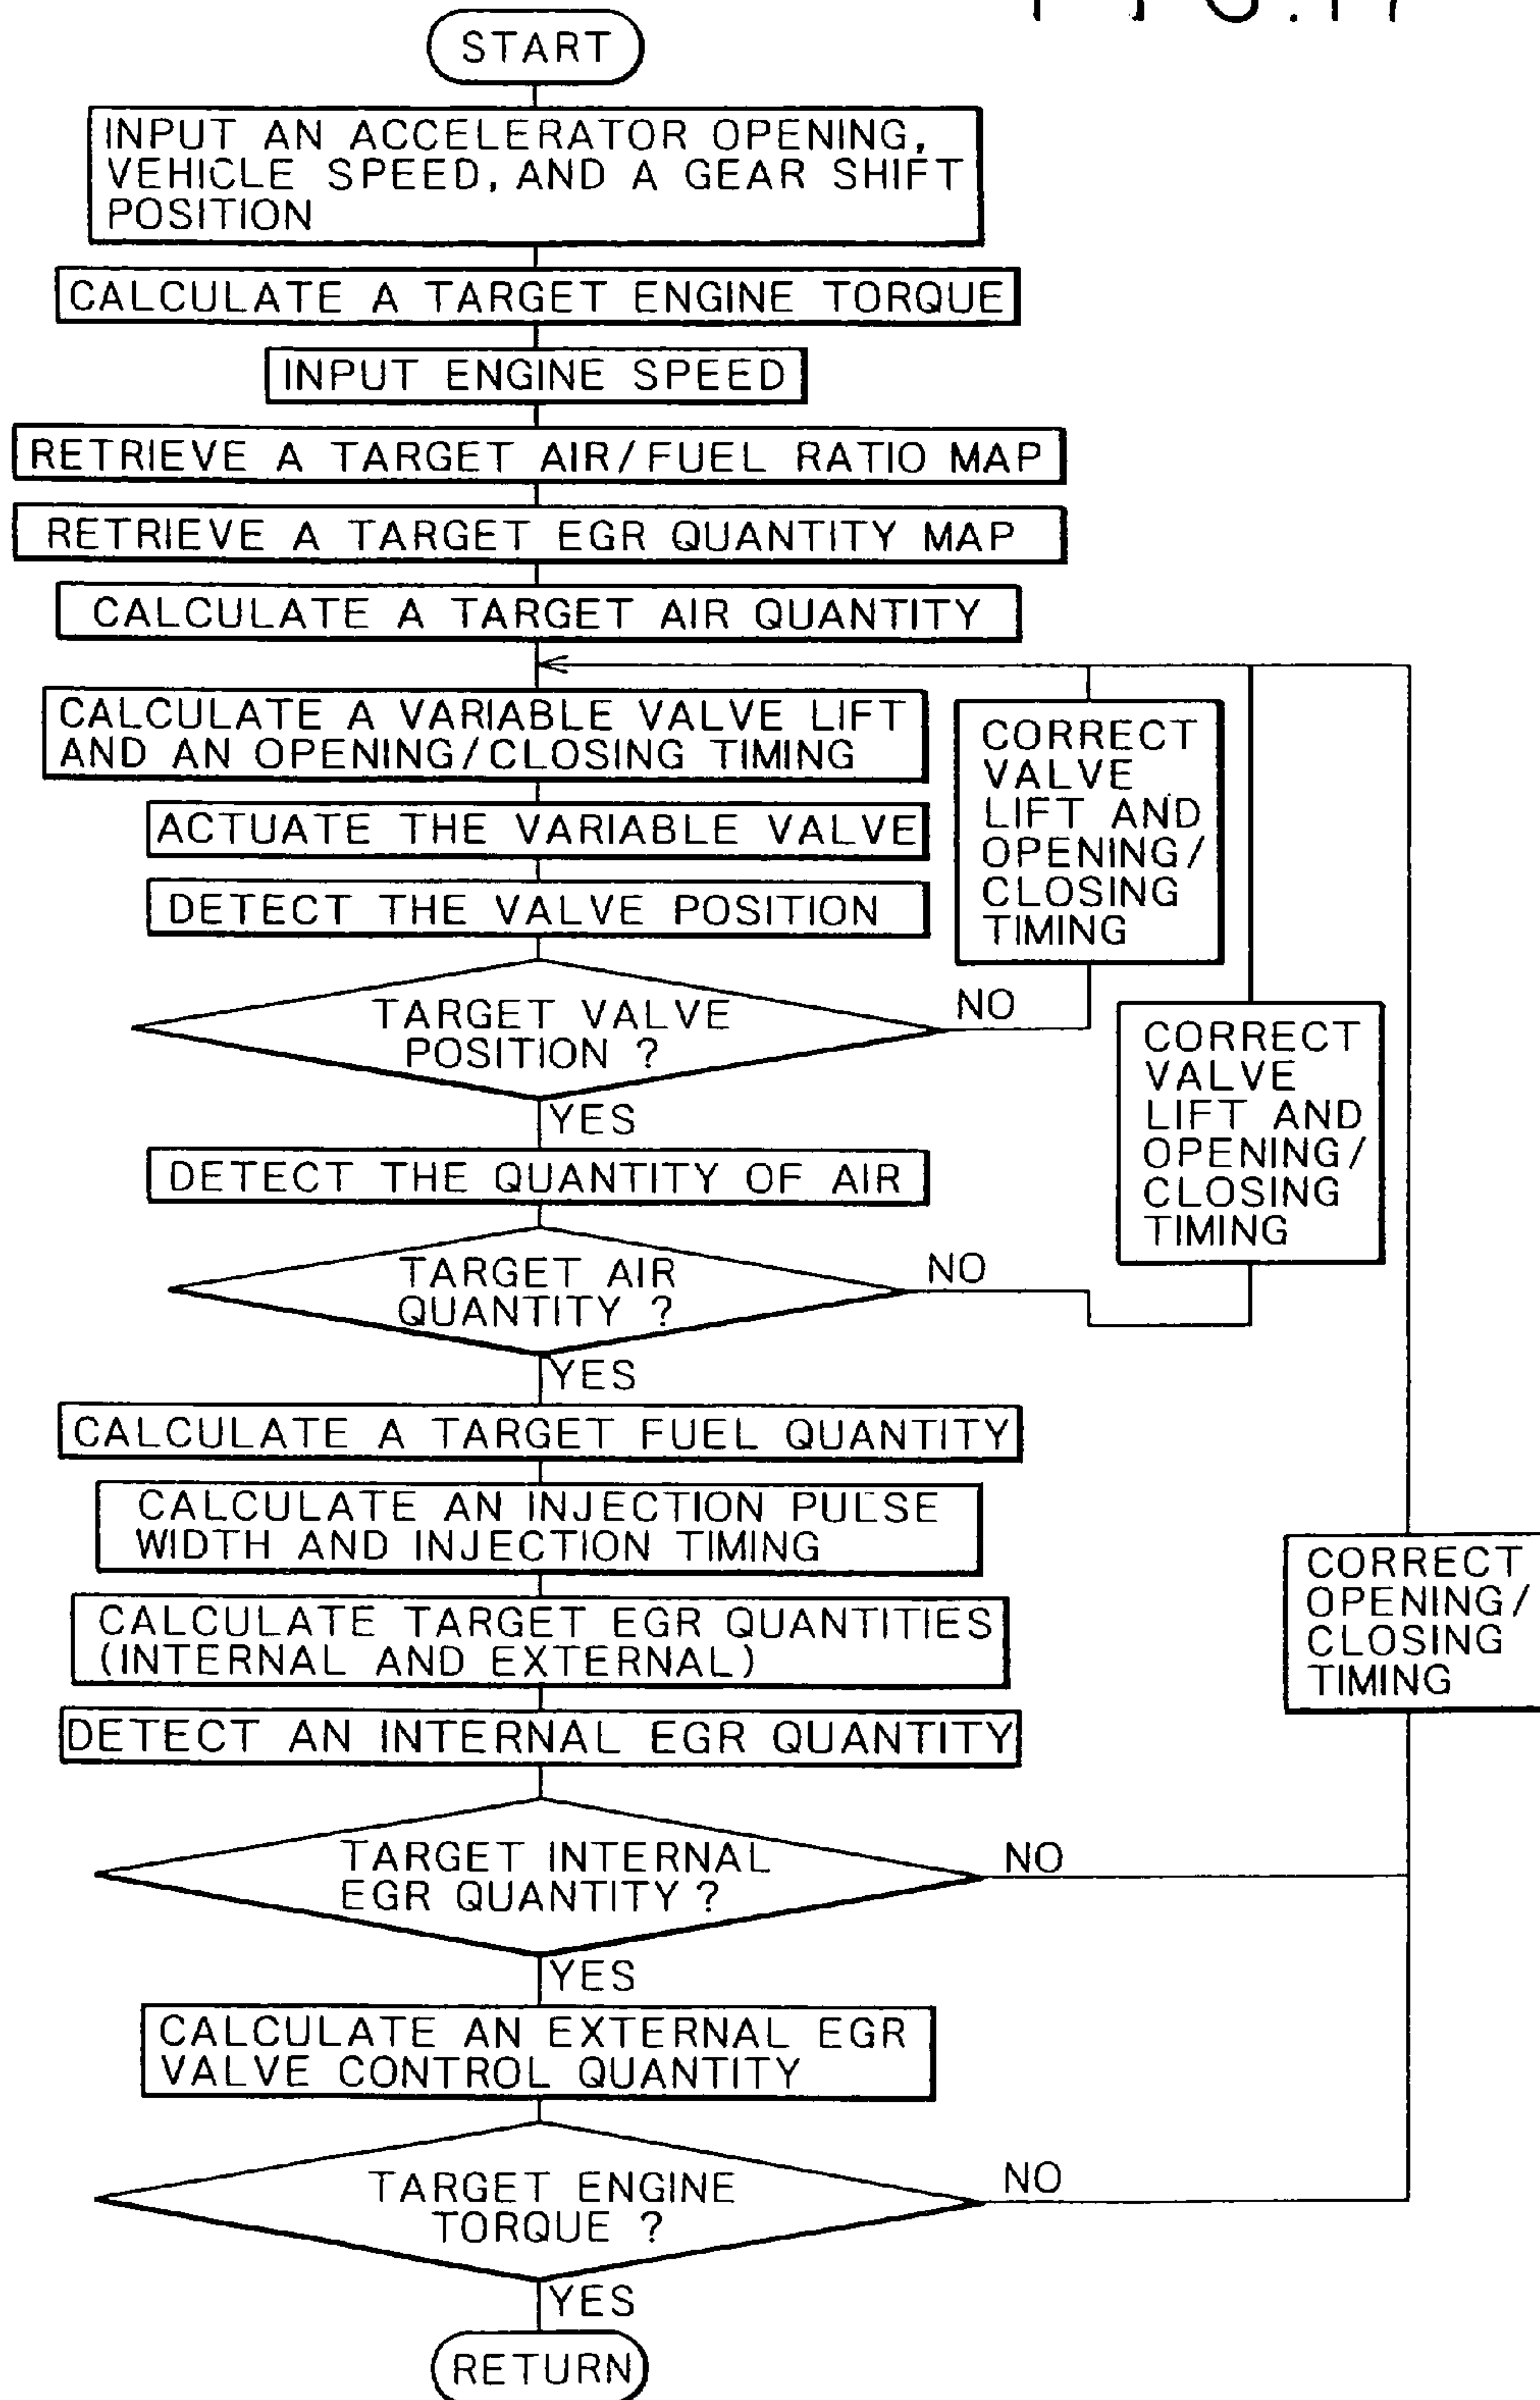 FIG.17
START
INPUT AN ACCELERATOR OPENING,
VEHICLE SPEED, AND A GEAR SHIFT
POSITION
CALCULATE A TARGET ENGINE TORQUE
INPUT ENGINE SPEED
RETRIEVE A TARGET AIR/FUEL RATIO MAP
RETRIEVE A TARGET EGR QUANTITY MAP
CALCULATE A TARGET AIR QUANTITY
CALCULATE A VARIABLE VALVE LIFT
AND AN OPENING/CLOSING TIMING
ACTUATE THE VARIABLE VALVE
DETECT THE VALVE POSITION
TARGET VALVE
POSITION ?
NO
CORRECT
VALVE
LIFT AND
OPENING/
CLOSING
TIMING
YES
DETECT THE QUANTITY OF AIR
TARGET AIR
QUANTITY ?
NO
CORRECT
VALVE
LIFT AND
OPENING/
CLOSING
TIMING
YES
CALCULATE A TARGET FUEL QUANTITY
CALCULATE AN INJECTION PULSE
WIDTH AND INJECTION TIMING
CALCULATE TARGET EGR QUANTITIES
(INTERNAL AND EXTERNAL)
DETECT AN INTERNAL EGR QUANTITY
TARGET INTERNAL
EGR QUANTITY ?
NO
CORRECT
OPENING/
CLOSING
TIMING
YES
CALCULATE AN EXTERNAL EGR
VALVE CONTROL QUANTITY
TARGET ENGINE
TORQUE ?
NO
YES
RETURN